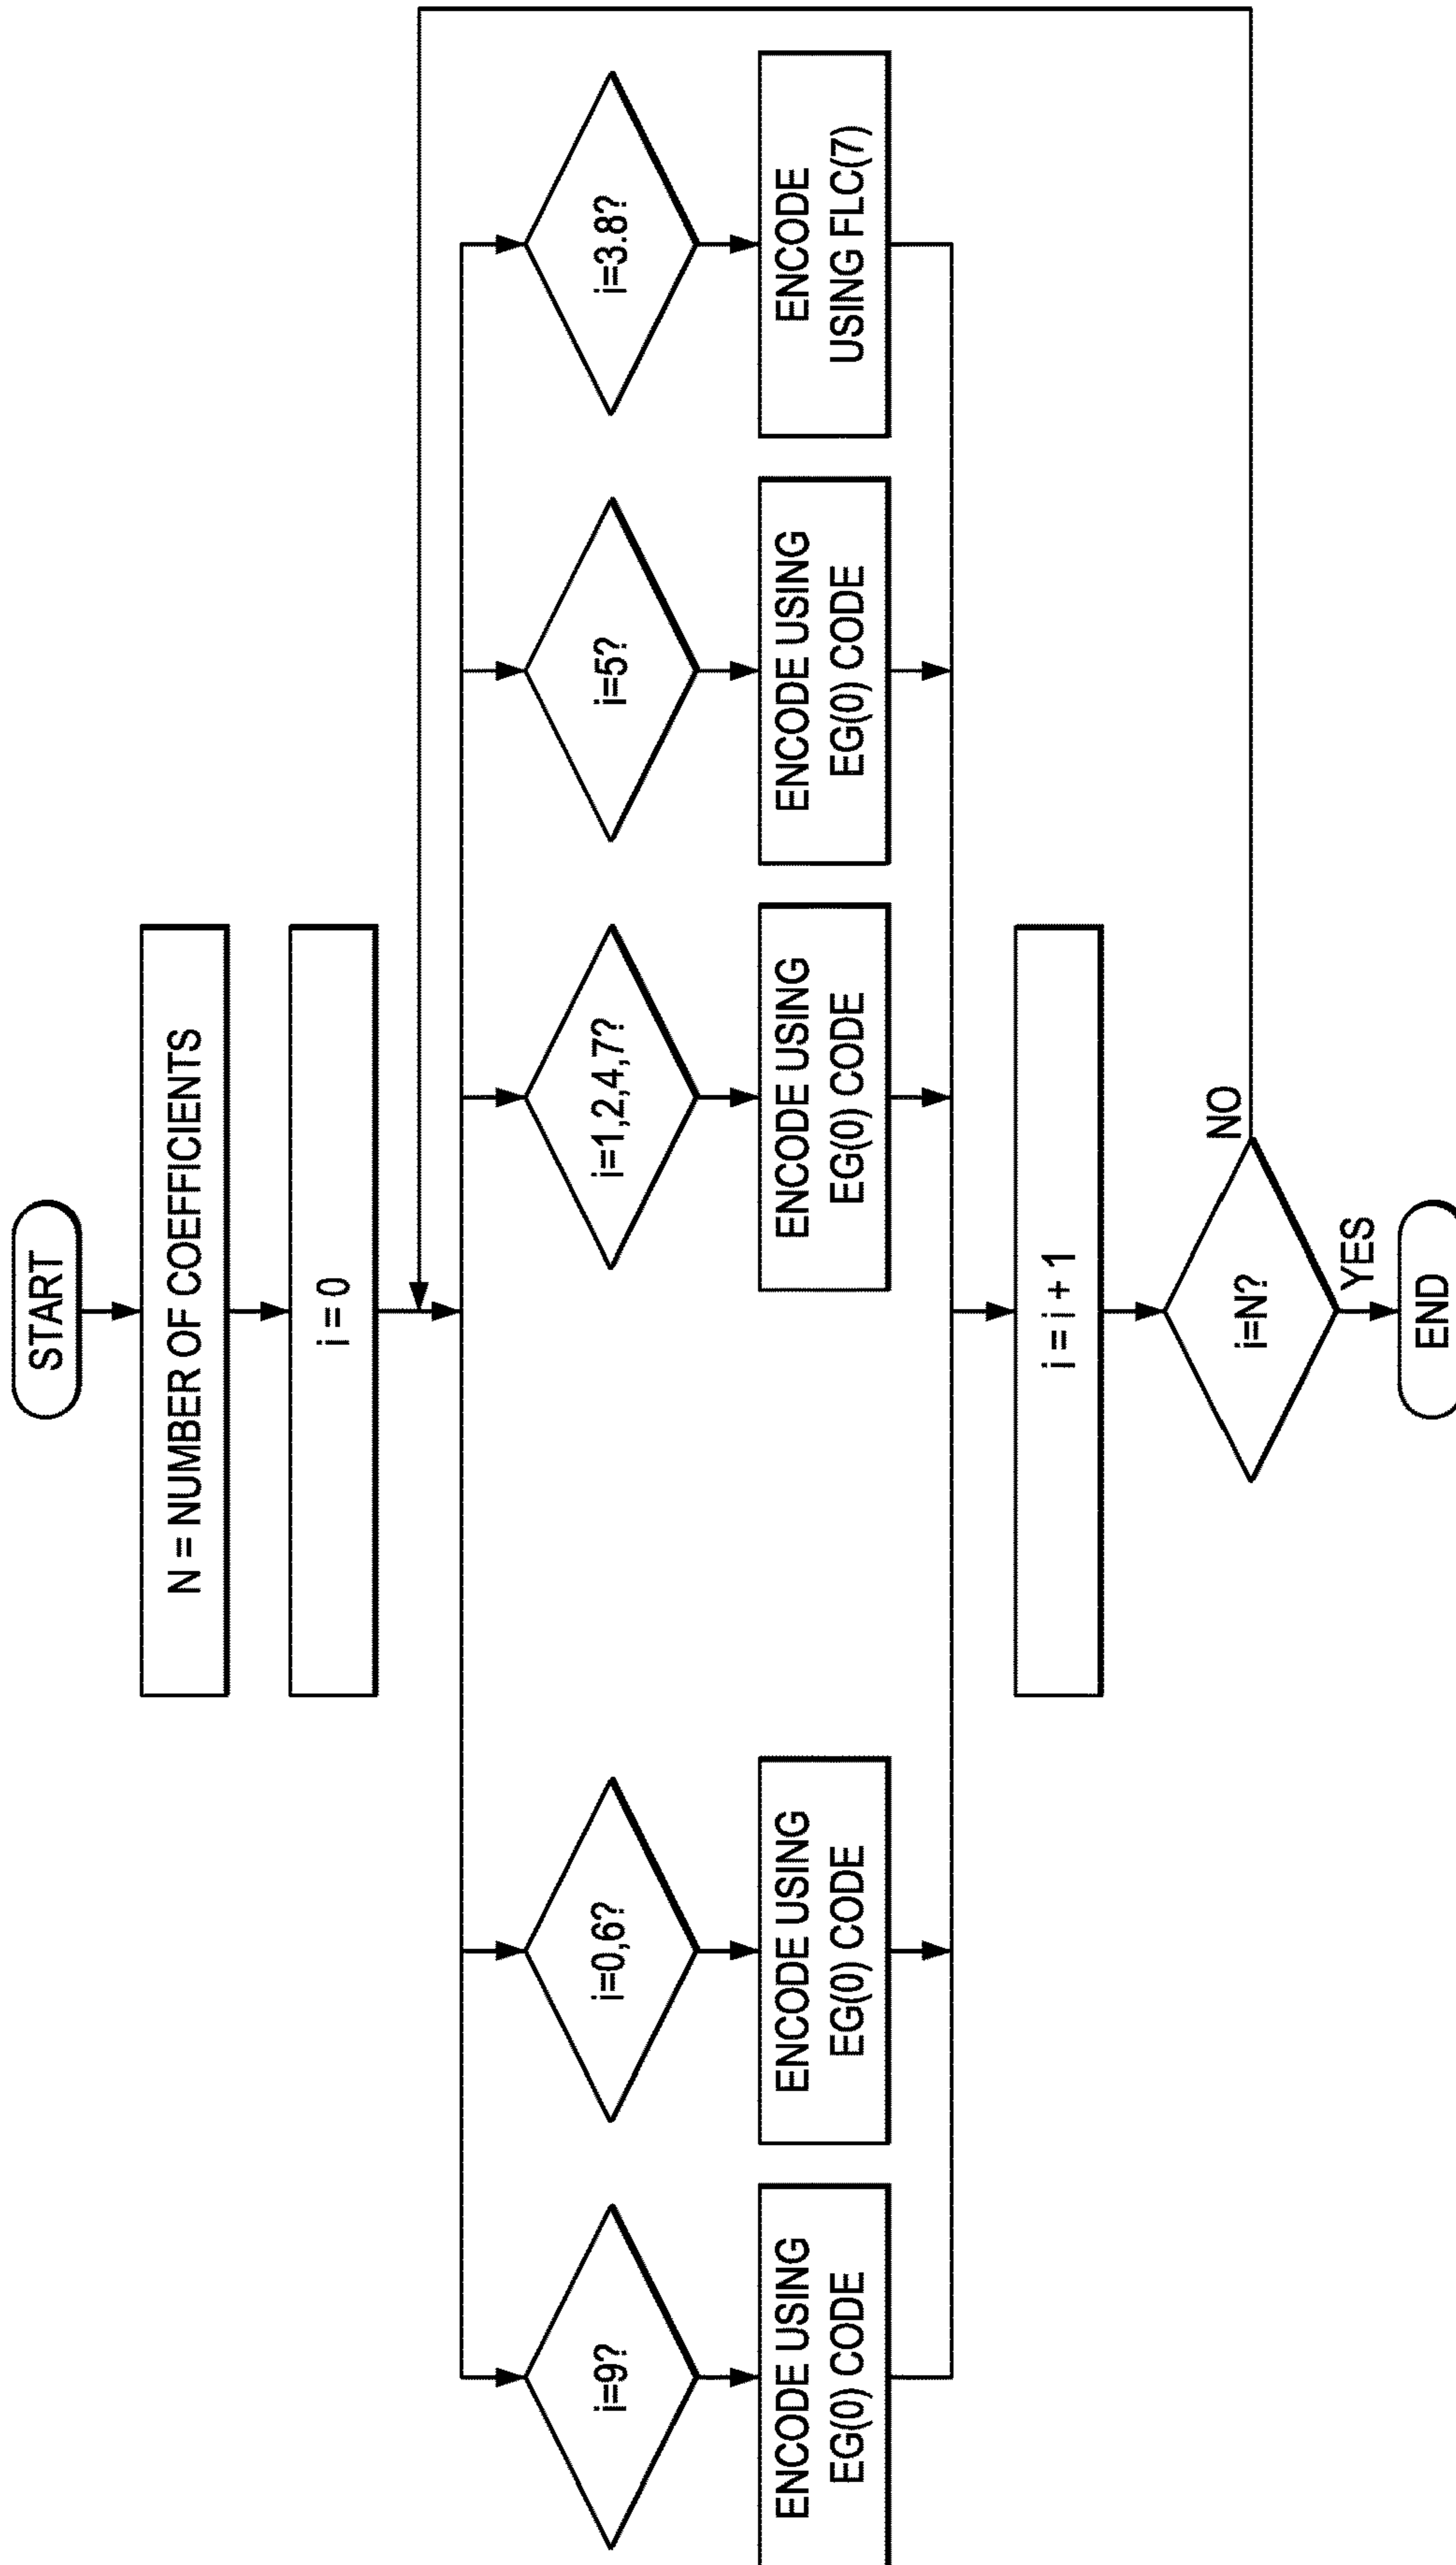 START
N = NUMBER OF COEFFICIENTS
i = 0
i=9?
i=0,6?
i=1,2,4,7?
i=5?
i=3.8?
ENCODE USING
EG(0) CODE
ENCODE USING
EG(0) CODE
ENCODE USING
EG(0) CODE
ENCODE USING
EG(0) CODE
ENCODE
USING FLC(7)
i = i + 1
i=N?
NO
YES
END